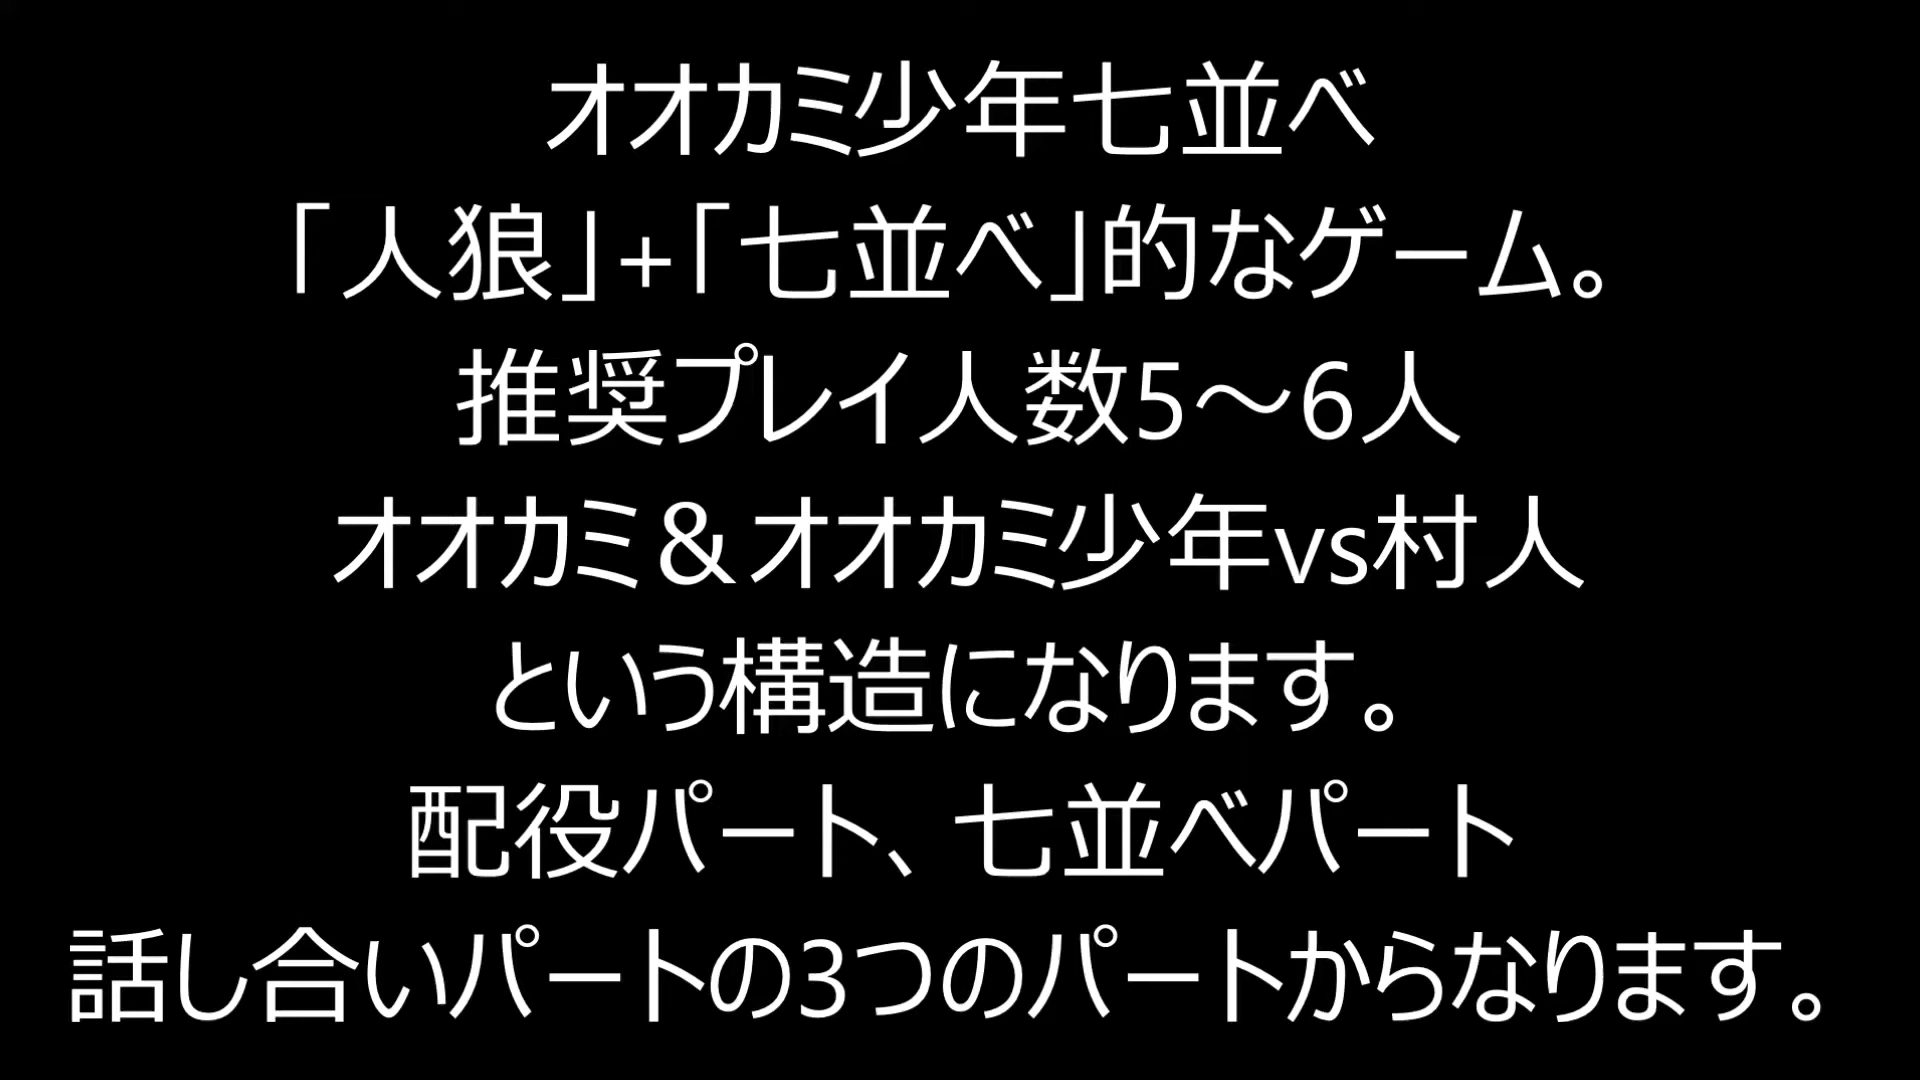 オオカミ少年七並べ
「人狼」+「七並べ」的なゲーム。
推奨プレイ人数5～6人
オオカミ＆オオカミ少年vs村人
という構造になります。
配役パート、七並べパート
話し合いパートの3つのパートからなります。